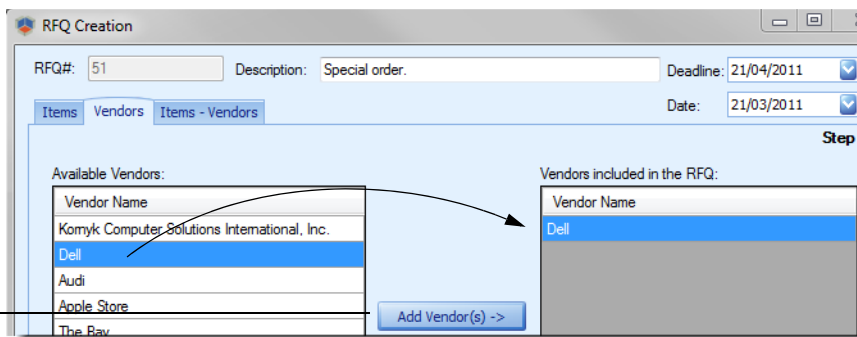 RFQ Creation
RFQ#: 51 Description: Special order. Deadline: 21/04/2011
Items Vendors Items - Vendors Date: 21/03/2011
Step
Available Vendors: Vendors included in the RFQ:
Vendor Name Vendor Name
Komyk Computer Solutions International, Inc. Dell
Dell
Audi
Apple Store
Add Vendor(s) ->
The Bay